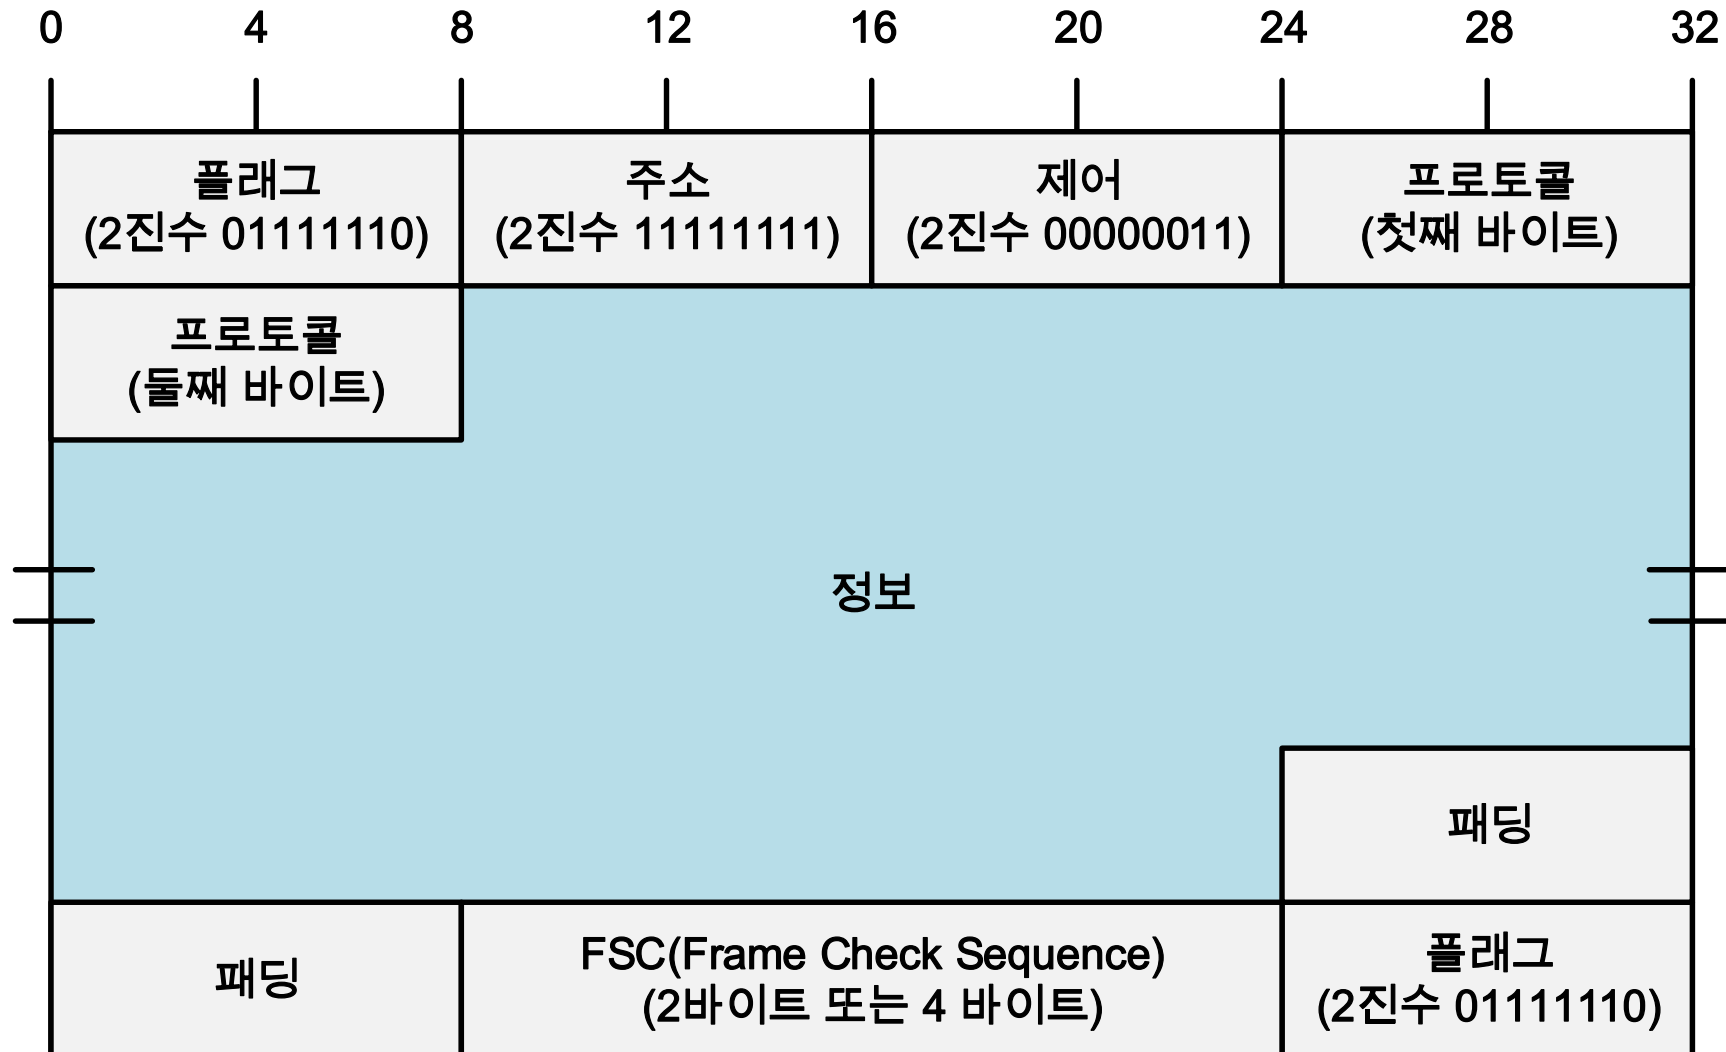 0 4 8 12 16 20 24 28 32
플래그
(2진수 01111110)
주소
(2진수 11111111)
제어
(2진수 00000011)
프로토콜
(첫째 바이트)
프로토콜
(둘째 바이트)
정보
패딩
패딩
FSC(Frame Check Sequence)
(2바이트 또는 4 바이트)
플래그
(2진수 01111110)